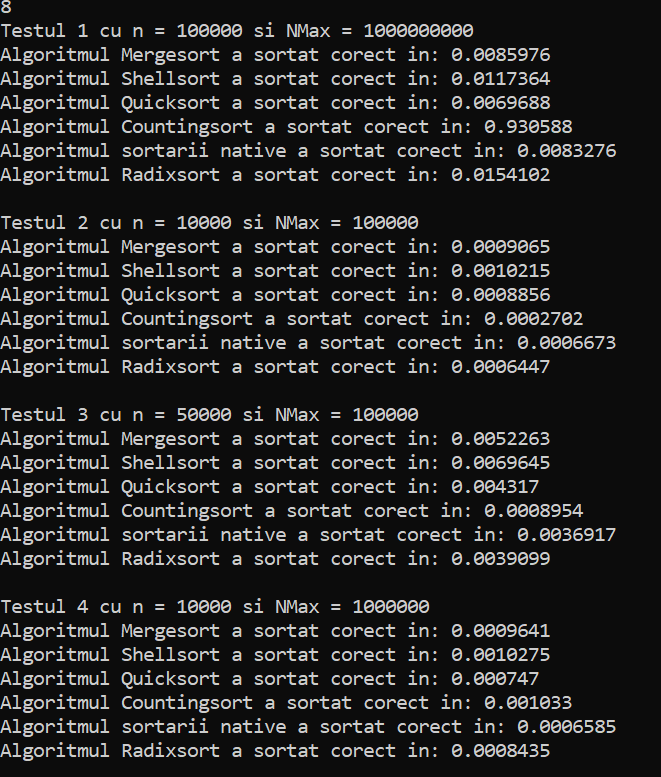 8
Testul 1 cu n = 100000 si NMax = 1000000000
Algoritmul Mergesort a sortat corect in: 0.0085976
Algoritmul Shellsort a sortat corect in: 0.0117364
Algoritmul Quicksort a sortat corect in: 0.0069688
Algoritmul Countingsort a sortat corect in: 0.930588
Algoritmul sortarii native a sortat corect in: 0.0083276
Algoritmul Radixsort a sortat corect in: 0.0154102

Testul 2 cu n = 10000 si NMax = 100000
Algoritmul Mergesort a sortat corect in: 0.0009065
Algoritmul Shellsort a sortat corect in: 0.0010215
Algoritmul Quicksort a sortat corect in: 0.0008856
Algoritmul Countingsort a sortat corect in: 0.0002702
Algoritmul sortarii native a sortat corect in: 0.0006673
Algoritmul Radixsort a sortat corect in: 0.0006447

Testul 3 cu n = 50000 si NMax = 100000
Algoritmul Mergesort a sortat corect in: 0.0052263
Algoritmul Shellsort a sortat corect in: 0.0069645
Algoritmul Quicksort a sortat corect in: 0.004317
Algoritmul Countingsort a sortat corect in: 0.0008954
Algoritmul sortarii native a sortat corect in: 0.0036917
Algoritmul Radixsort a sortat corect in: 0.0039099

Testul 4 cu n = 10000 si NMax = 1000000
Algoritmul Mergesort a sortat corect in: 0.0009641
Algoritmul Shellsort a sortat corect in: 0.0010275
Algoritmul Quicksort a sortat corect in: 0.000747
Algoritmul Countingsort a sortat corect in: 0.001033
Algoritmul sortarii native a sortat corect in: 0.0006585
Algoritmul Radixsort a sortat corect in: 0.0008435